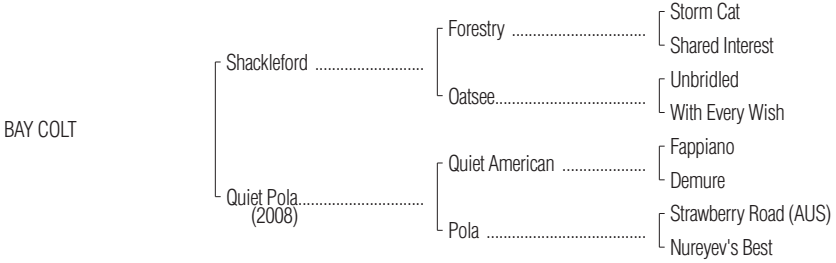 Storm Cat
Forestry ................................
Shared Interest
Shackleford ..........................
Unbridled
Oatsee....................................
With Every Wish
BAY COLT
Fappiano
Quiet American ....................
Demure
Quiet Pola..............................
(2008)
Strawberry Road (AUS)
Pola ......................................
Nureyev's Best